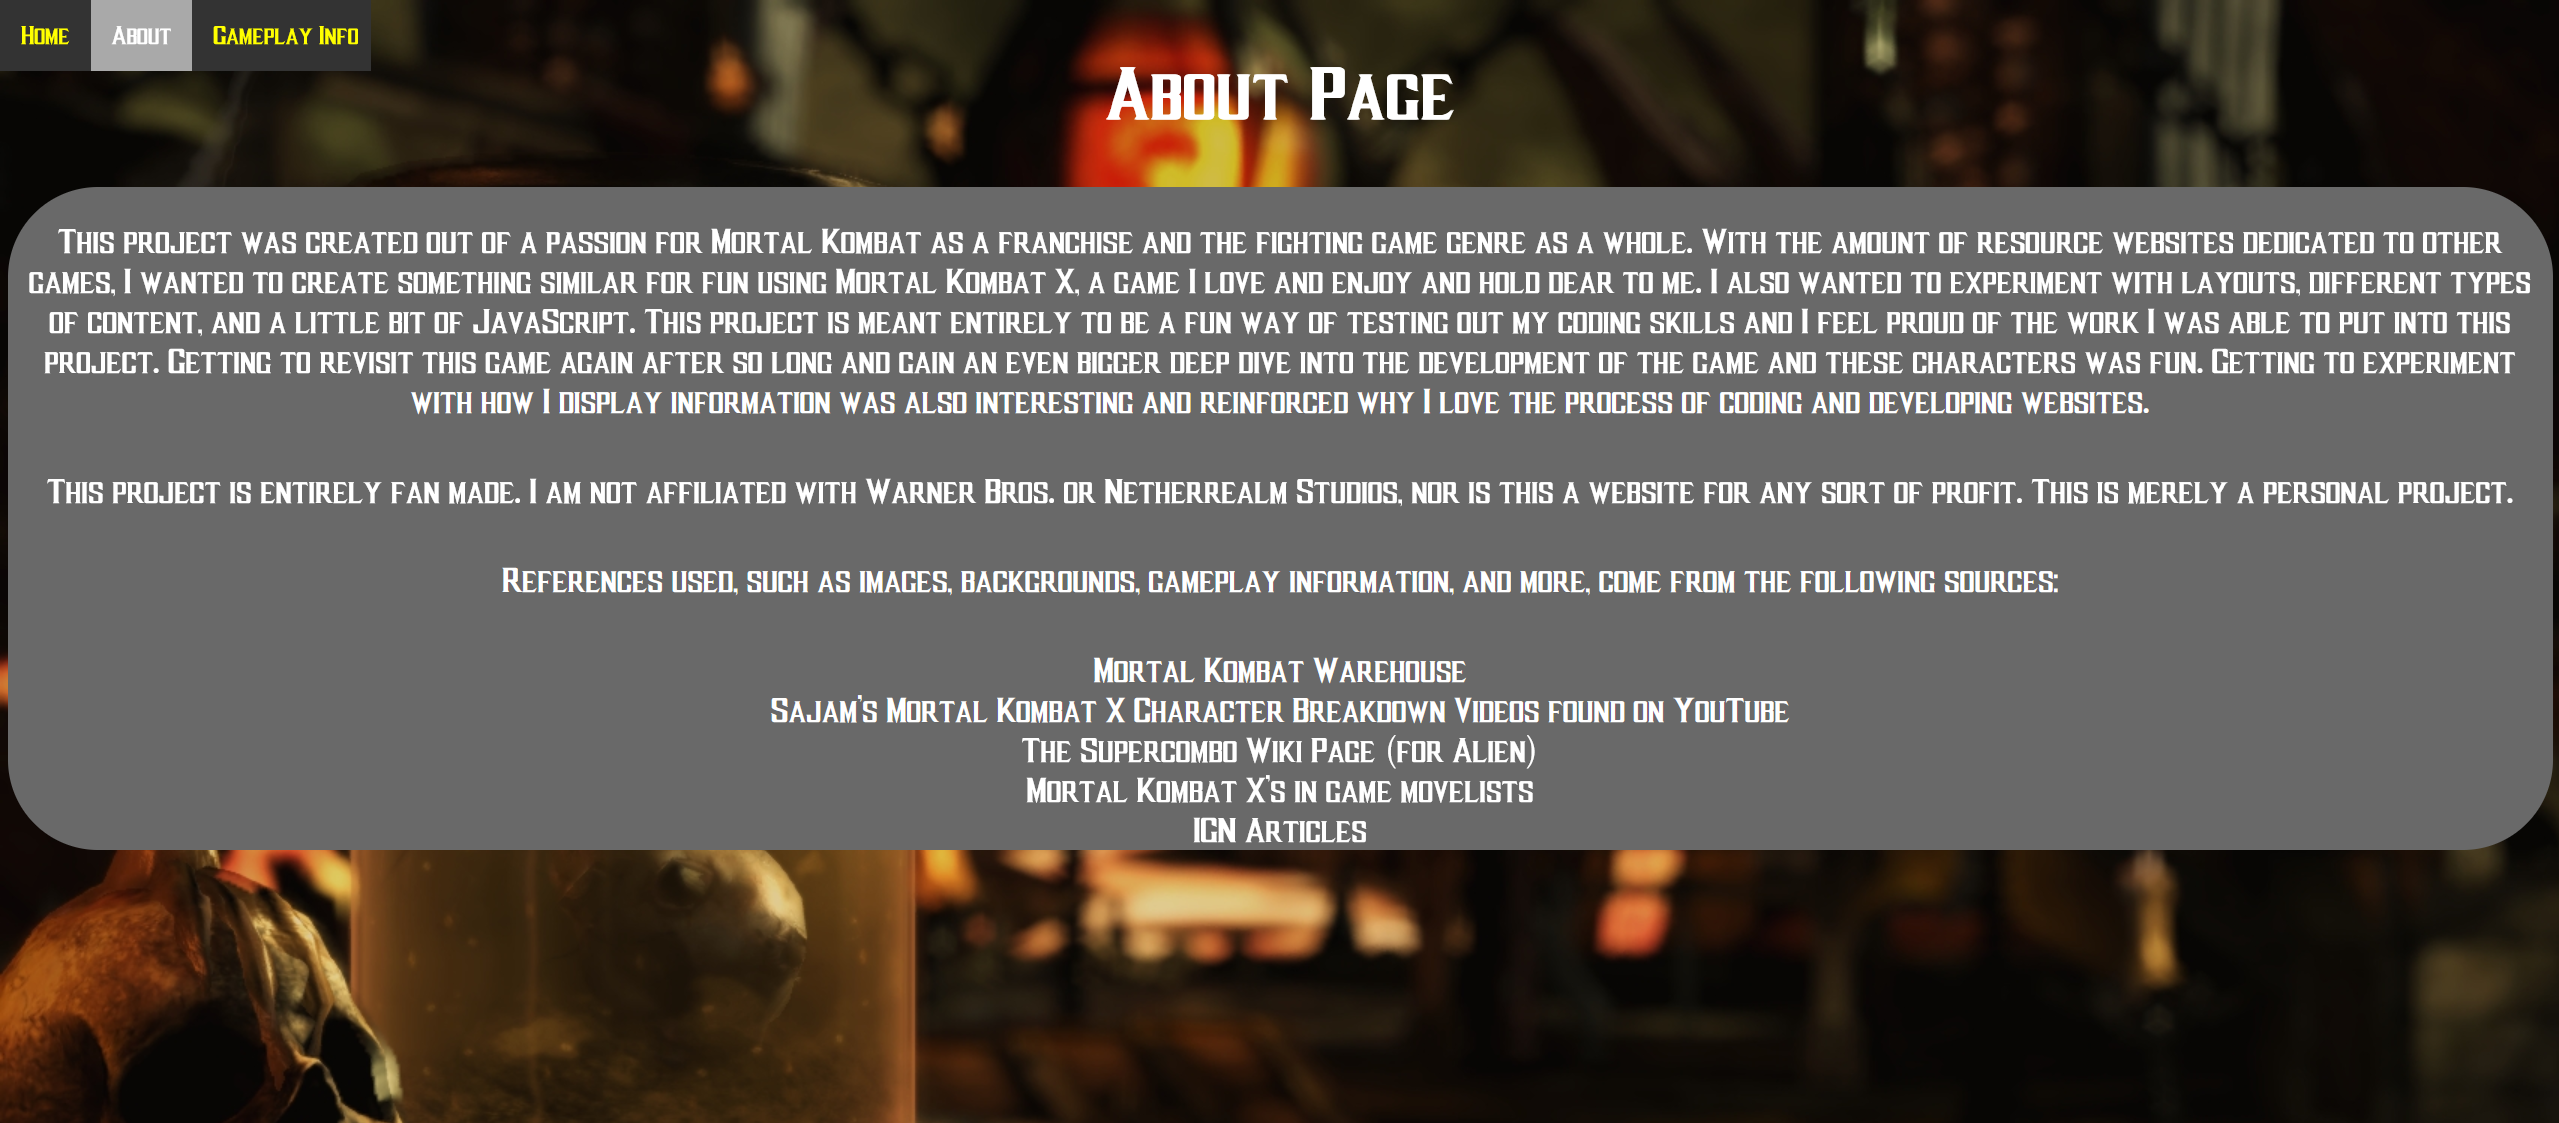 Home
About
Gameplay Info
About Page
This project was created out of a passion for Mortal Kombat as a franchise and the fighting game genre as a whole. With the amount of resource websites dedicated to other
games, I wanted to create something similar for fun using Mortal Kombat X, a game I love and enjoy and hold dear to me. I also wanted to experiment with layouts, different types
of content, and a little bit of JavaScript. This project is meant entirely to be a fun way of testing out my coding skills and I feel proud of the work I was able to put into this
project. Getting to revisit this game again after so long and gain an even bigger deep dive into the development of the game and these characters was fun. Getting to experiment
with how I display information was also interesting and reinforced why I love the process of coding and developing websites.
This project is entirely fan made. I am not affiliated with Warner Bros. or Netherrealm Studios, nor is this a website for any sort of profit. This is merely a personal project.
References used, such as images, backgrounds, gameplay information, and more, come from the following sources:
Mortal Kombat Warehouse
Sajam's Mortal Kombat X Character Breakdown Videos found on YouTube
The Supercombo Wiki Page (for Alien)
Mortal Kombat X's in game movelists
IGN Articles